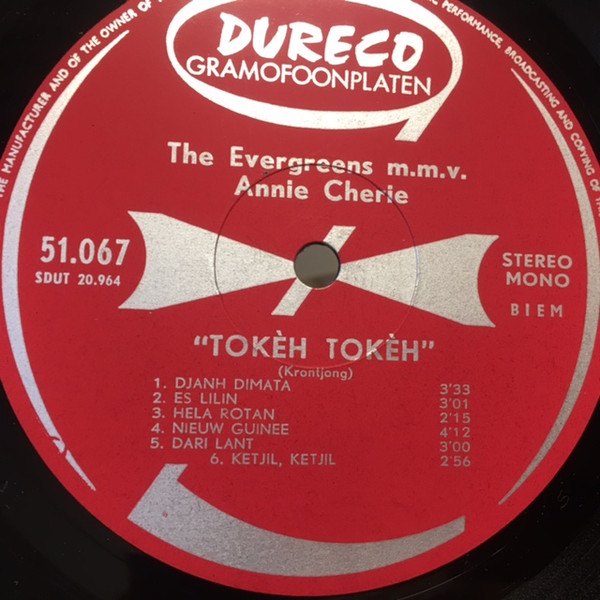 THE MANUFACTURER AND OF THE OWNER OF
PERFORMANCE, BROADCASTING AND COPYING OF THE
DURECO
GRAMOFOONPLATEN
The Evergreens m.m.v.
Annie Cherie
51.067
SDUT 20.964
STEREO
MONO
BIEM
"TOKÈH TOKÈH"
(Krontjong)
1. DJANH DIMATA 3'33
2. ES LILIN 3'01
3. HELA ROTAN 2'15
4. NIEUW GUINEE 4'12
5. DARI LANT 3'00
6. KETJIL, KETJIL 2'56